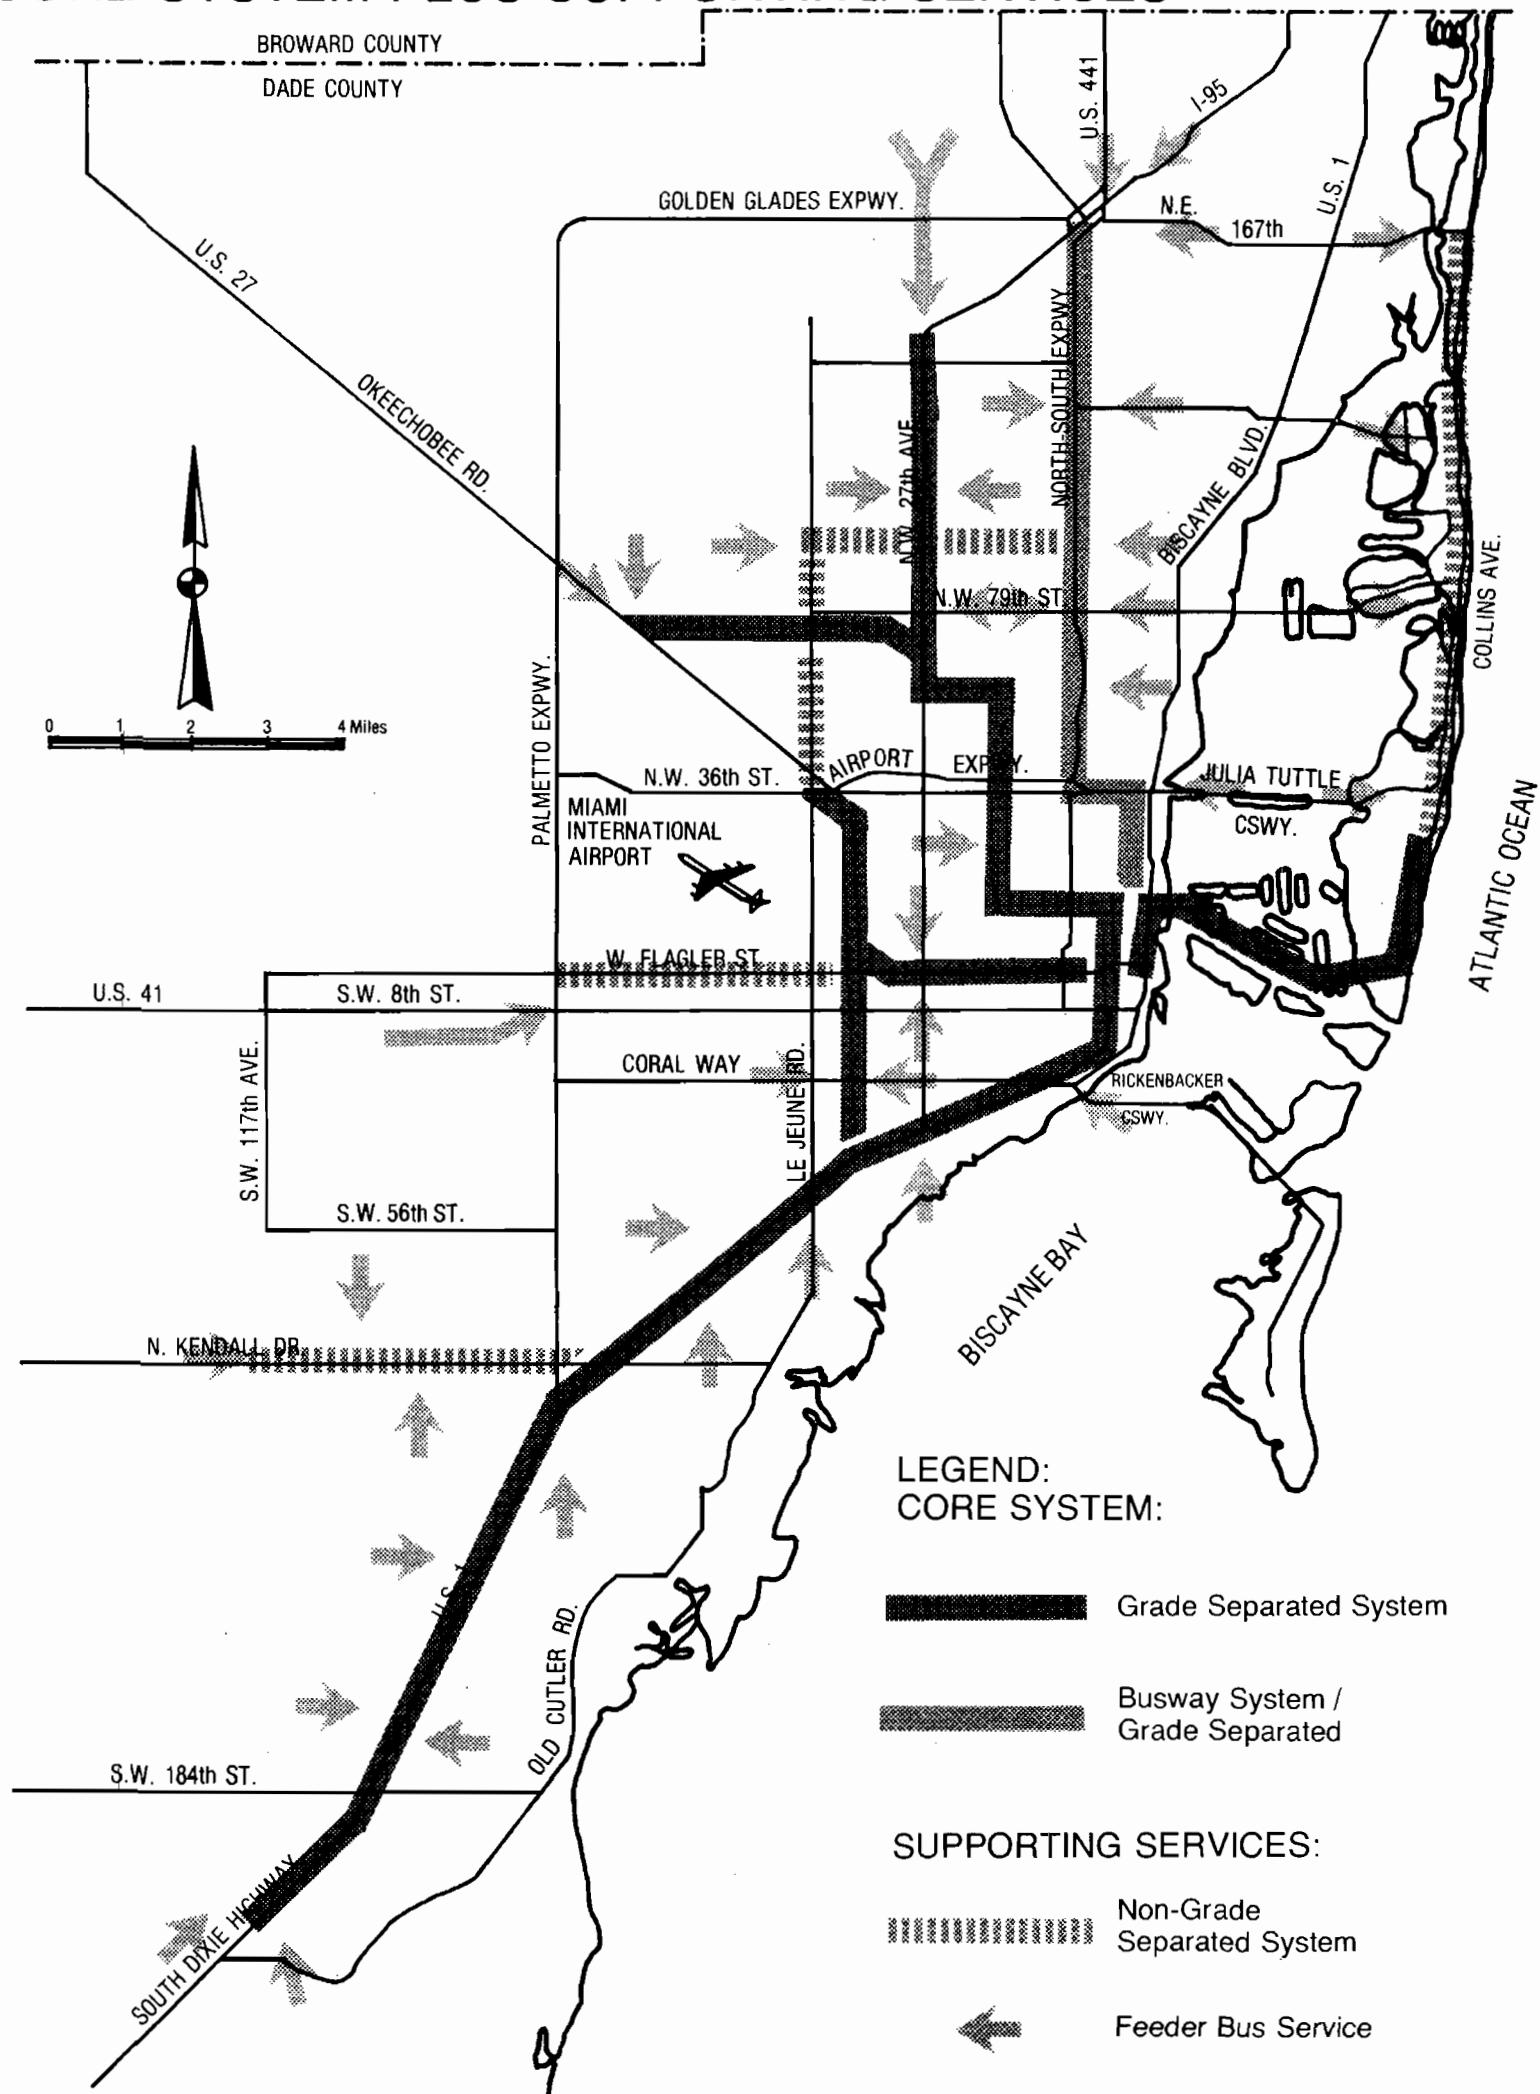 BROWARD COUNTY
DADE COUNTY
U.S. 441
I-95
U.S. 1
GOLDEN GLADES EXPWY.
N.E.
167th
U.S. 27
OKEECHOBEE RD.
NORTH-SOUTH EXPWY.
N.W. 27th AVE.
BISCAYNE BLVD.
COLLINS AVE.
N.W. 79th ST.
PALMETTO EXPWY.
0 1 2 3 4 Miles
N.W. 36th ST.
AIRPORT EXPWY.
JULIA TUTTLE
CSWY.
MIAMI
INTERNATIONAL
AIRPORT
ATLANTIC OCEAN
W. FLAGLER ST.
U.S. 41
S.W. 8th ST.
S.W. 117th AVE.
CORAL WAY
LE JEUNE RD.
RICKENBACKER
CSWY.
S.W. 56th ST.
BISCAYNE BAY
N. KENDALL DR.
U.S. 1
OLD CUTLER RD.
S.W. 184th ST.
SOUTH DIXIE HIGHWAY
LEGEND:
CORE SYSTEM:
Grade Separated System
Busway System /
Grade Separated
SUPPORTING SERVICES:
Non-Grade
Separated System
Feeder Bus Service